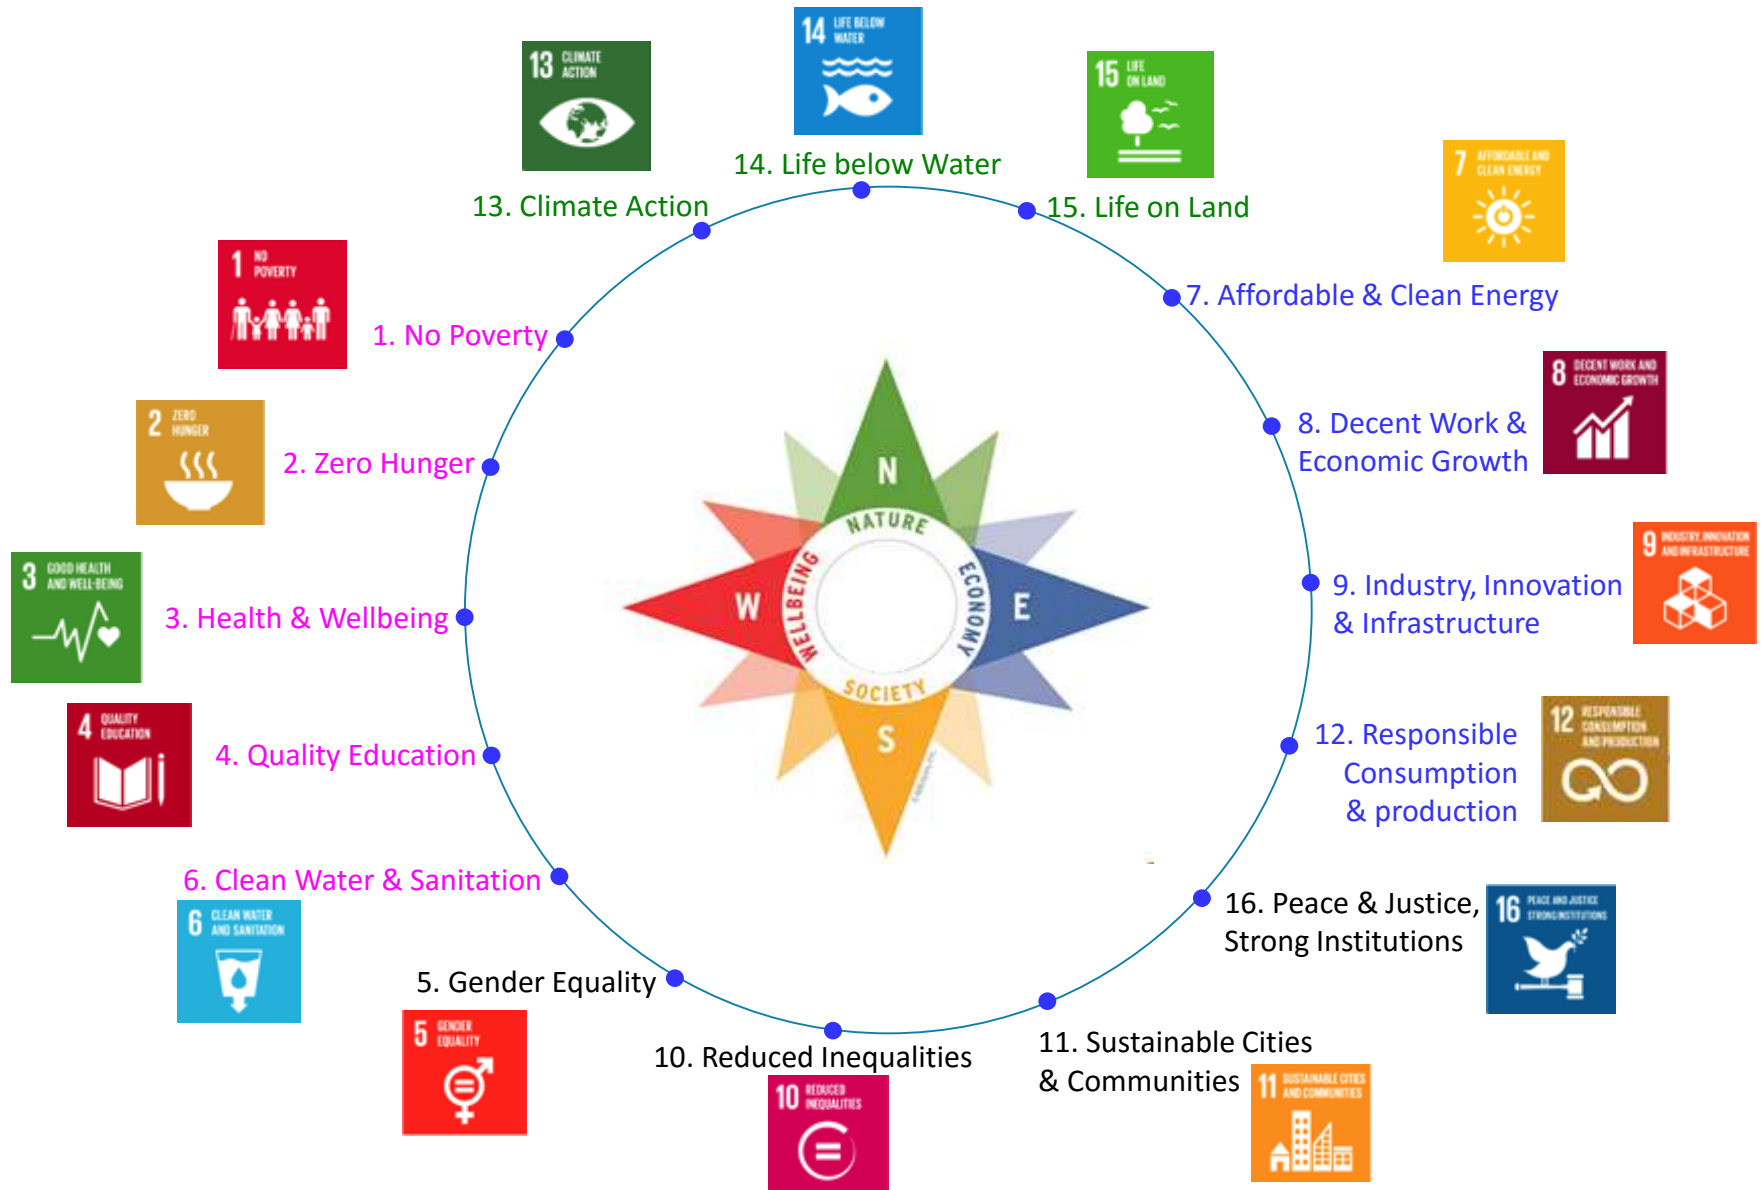 14 LIFE BELOW
WATER
13 CLIMATE
ACTION
15 LIFE
ON LAND
14. Life below Water
7 AFFORDABLE AND
CLEAN ENERGY
13. Climate Action
15. Life on Land
1 NO
POVERTY
7. Affordable & Clean Energy
1. No Poverty
8 DECENT WORK AND
ECONOMIC GROWTH
2 ZERO
HUNGER
8. Decent Work &
Economic Growth
2. Zero Hunger
N
NATURE
9 INDUSTRY, INNOVATION
AND INFRASTRUCTURE
3 GOOD HEALTH
AND WELL-BEING
9. Industry, Innovation
& Infrastructure
3. Health & Wellbeing
W
WELLBEING
ECONOMY
E
SOCIETY
S
4 QUALITY
EDUCATION
4. Quality Education
12 RESPONSIBLE
CONSUMPTION
AND PRODUCTION
12. Responsible
Consumption
& production
6. Clean Water & Sanitation
6 CLEAN WATER
AND SANITATION
16. Peace & Justice,
Strong Institutions
16 PEACE AND JUSTICE
STRONG INSTITUTIONS
5. Gender Equality
5 GENDER
EQUALITY
10. Reduced Inequalities
10 REDUCED
INEQUALITIES
11. Sustainable Cities
& Communities
11 SUSTAINABLE CITIES
AND COMMUNITIES